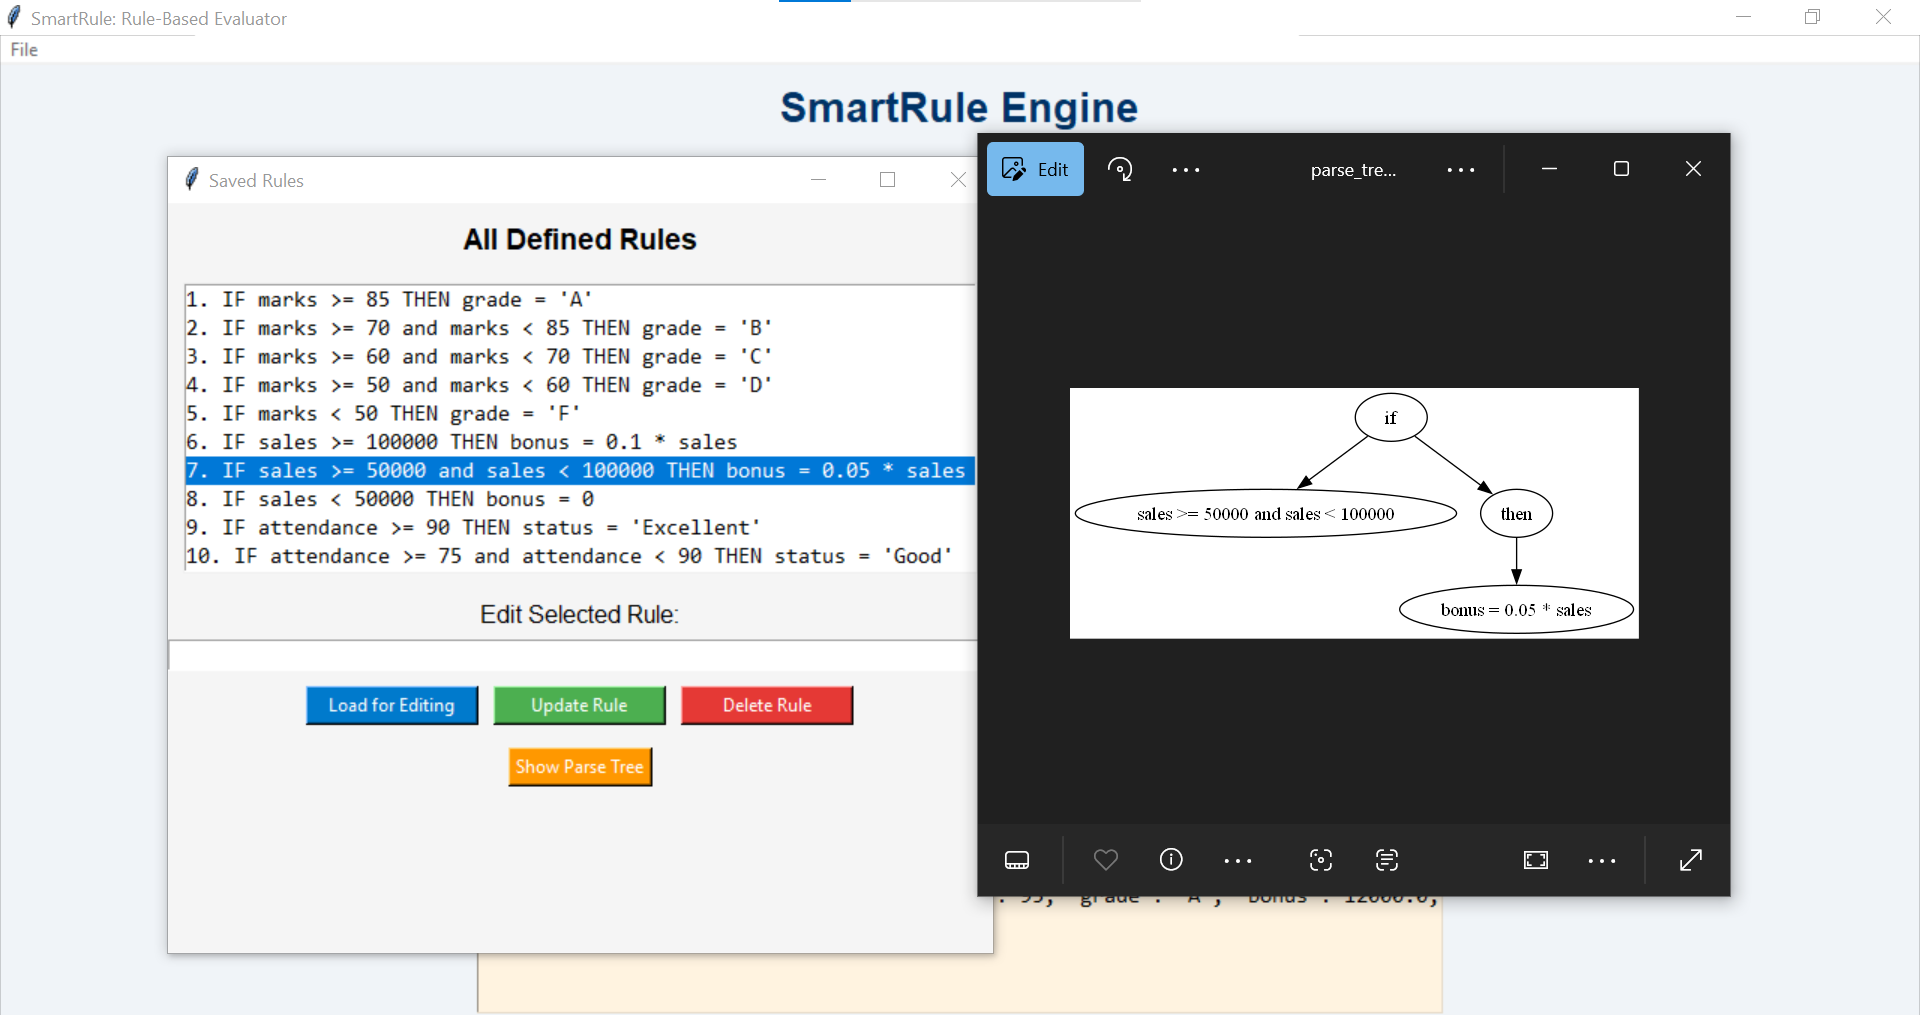 SmartRule: Rule-Based Evaluator
File
SmartRule Engine
Saved Rules
All Defined Rules
1. IF marks >= 85 THEN grade = 'A'
2. IF marks >= 70 and marks < 85 THEN grade = 'B'
3. IF marks >= 60 and marks < 70 THEN grade = 'C'
4. IF marks >= 50 and marks < 60 THEN grade = 'D'
5. IF marks < 50 THEN grade = 'F'
6. IF sales >= 100000 THEN bonus = 0.1 * sales
7. IF sales >= 50000 and sales < 100000 THEN bonus = 0.05 * sales
8. IF sales < 50000 THEN bonus = 0
9. IF attendance >= 90 THEN status = 'Excellent'
10. IF attendance >= 75 and attendance < 90 THEN status = 'Good'
Edit Selected Rule:
Load for Editing
Update Rule
Delete Rule
Show Parse Tree
Edit
parse_tre...
if
sales >= 50000 and sales < 100000
then
bonus = 0.05 * sales